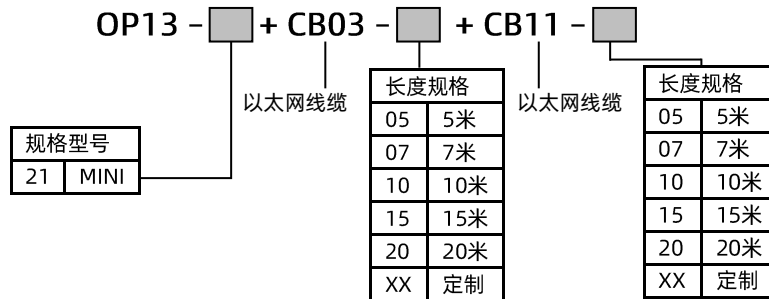 OP13 – + CB03 – + CB11 –
以太网线缆
以太网线缆
规格型号
21 MINI
长度规格
05 5米
07 7米
10 10米
15 15米
20 20米
XX 定制
长度规格
05 5米
07 7米
10 10米
15 15米
20 20米
XX 定制